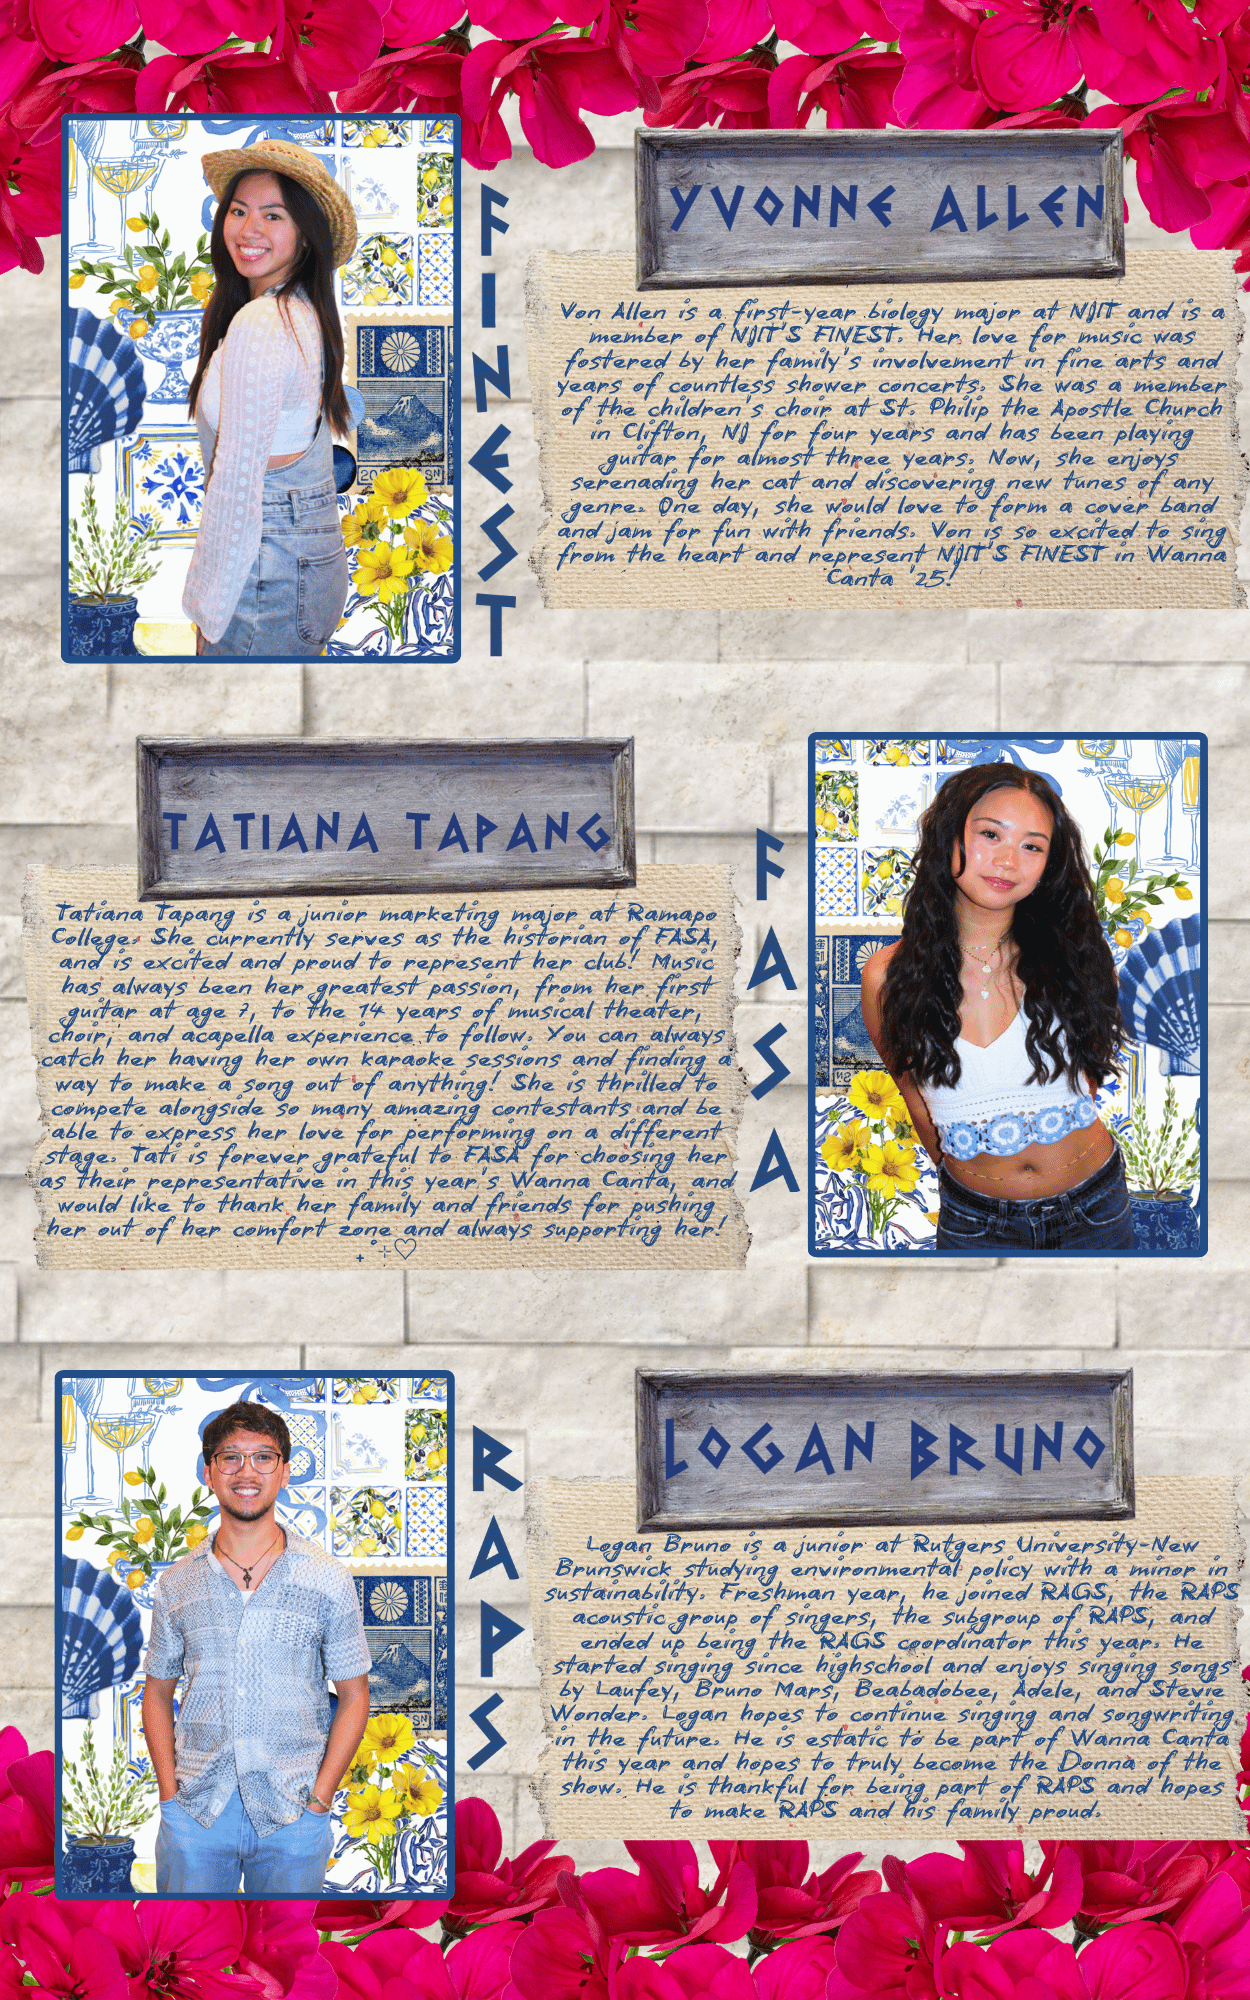 FINEST
YVONNE ALLEN
Von Allen is a first-year biology major at NJIT and is a
member of NJIT'S FINEST. Her love for music was
fostered by her family's involvement in fine arts and
years of countless shower concerts. She was a member
of the children's choir at St. Philip the Apostle Church
in Clifton, NJ for four years and has been playing
guitar for almost three years. Now, she enjoys
serenading her cat and discovering new tunes of any
genre. One day, she would love to form a cover band
and jam for fun with friends. Von is so excited to sing
from the heart and represent NJIT'S FINEST in Wanna
Canta '25!
TATIANA TAPANG
Tatiana Tapang is a junior marketing major at Ramapo
College. She currently serves as the historian of FASA,
and is excited and proud to represent her club! Music
has always been her greatest passion, from her first
guitar at age 7, to the 14 years of musical theater,
choir, and acapella experience to follow. You can always
catch her having her own karaoke sessions and finding a
way to make a song out of anything! She is thrilled to
compete alongside so many amazing contestants and be
able to express her love for performing on a different
stage. Tati is forever grateful to FASA for choosing her
as their representative in this year's Wanna Canta, and
would like to thank her family and friends for pushing
her out of her comfort zone and always supporting her!
FASA
RAPS
LOGAN BRUNO
Logan Bruno is a junior at Rutgers University-New
Brunswick studying environmental policy with a minor in
sustainability. Freshman year, he joined RAGS, the RAPS
acoustic group of singers, the subgroup of RAPS, and
ended up being the RAGS coordinator this year. He
started singing since highschool and enjoys singing songs
by Laufey, Bruno Mars, Beabadobee, Adele, and Stevie
Wonder. Logan hopes to continue singing and songwriting
in the future. He is estatic to be part of Wanna Canta
this year and hopes to truly become the Donna of the
show. He is thankful for being part of RAPS and hopes
to make RAPS and his family proud.